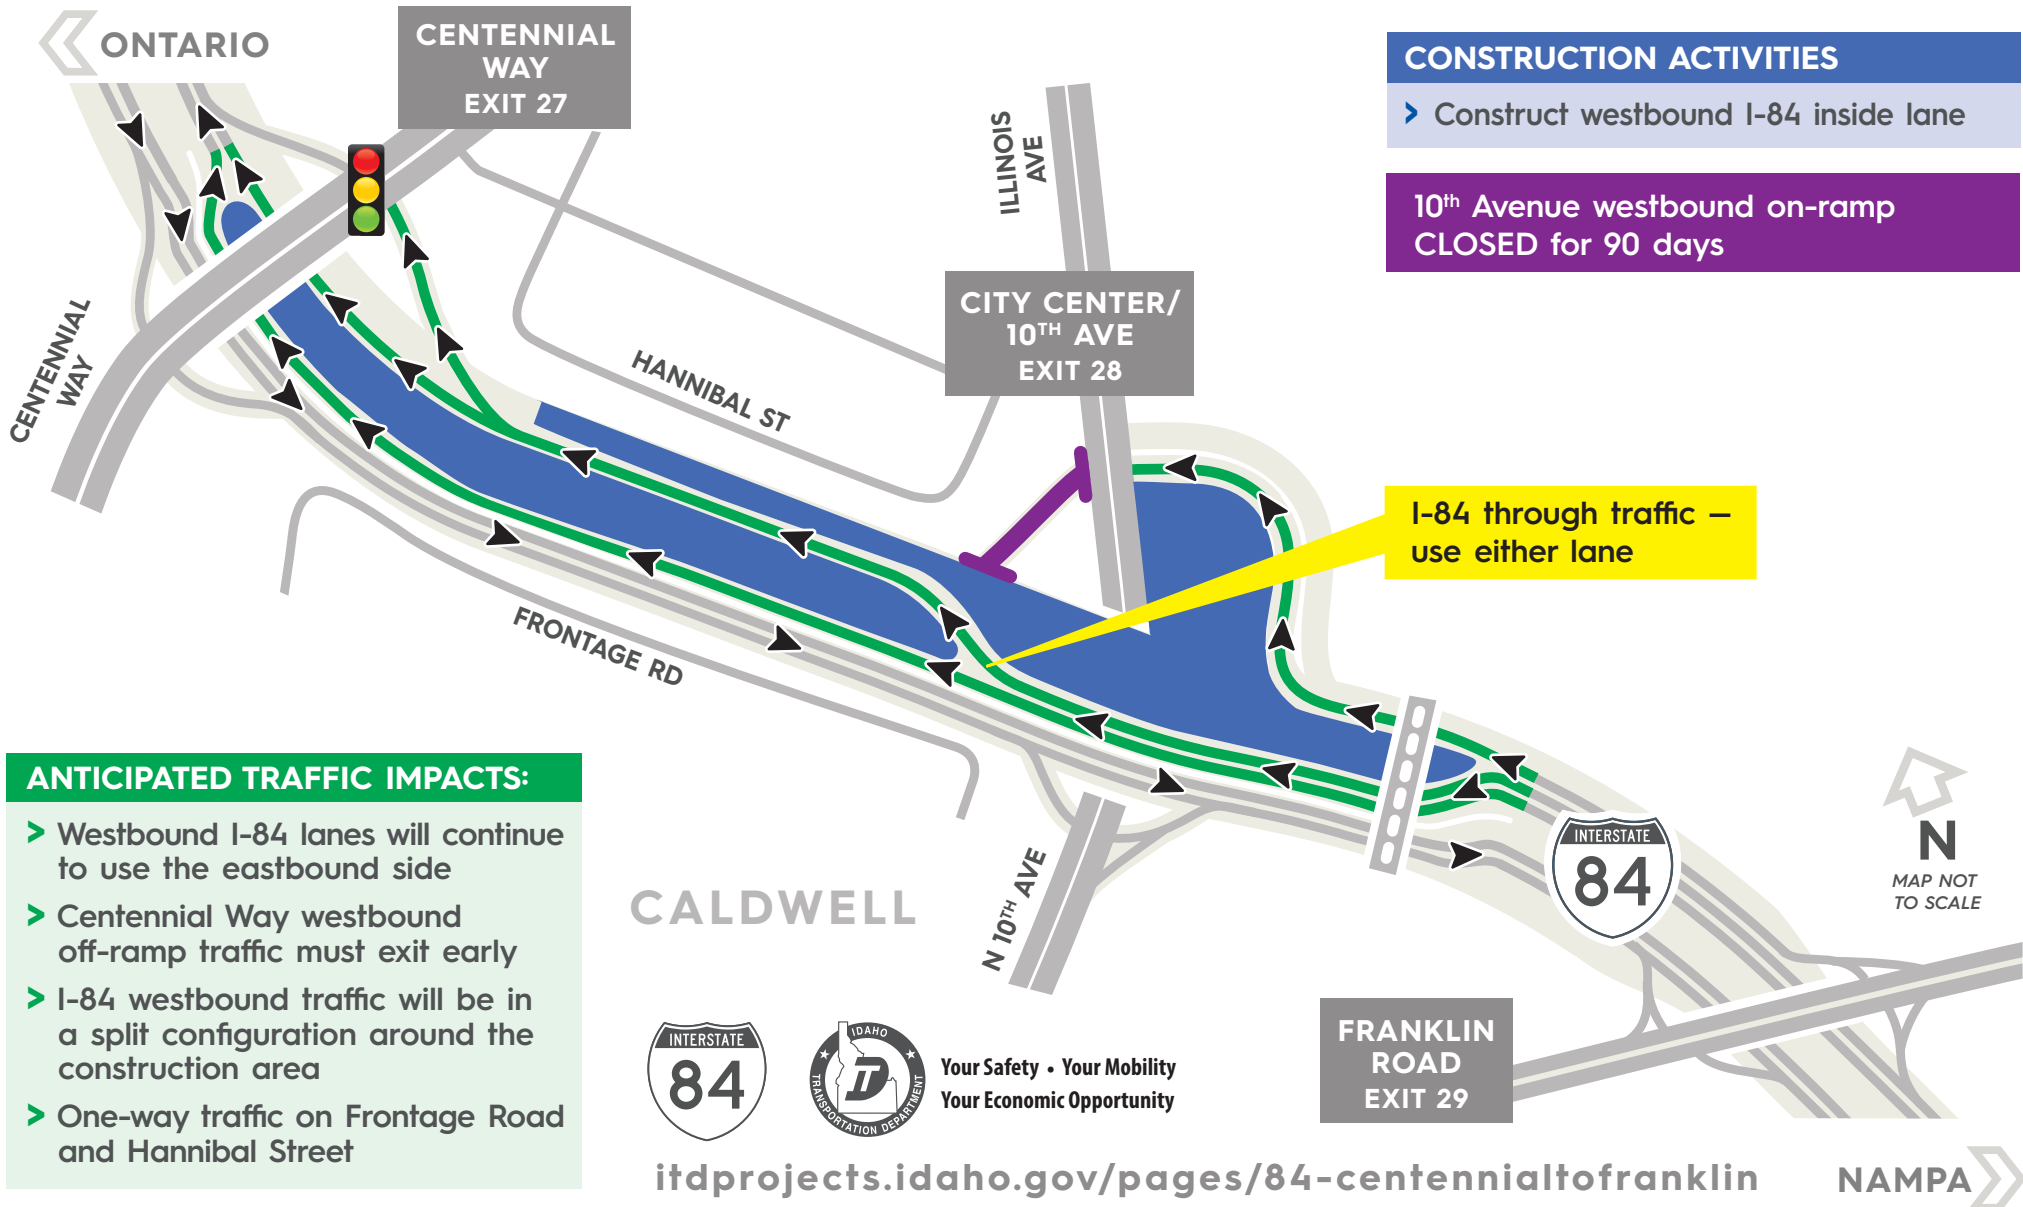 ONTARIO
CENTENNIAL
WAY
EXIT 27
CONSTRUCTION ACTIVITIES
> Construct westbound I-84 inside lane
10th Avenue westbound on-ramp
CLOSED for 90 days
ILLINOIS
AVE
CITY CENTER/
10TH AVE
EXIT 28
CENTENNIAL
WAY
HANNIBAL ST
I-84 through traffic –
use either lane
FRONTAGE RD
ANTICIPATED TRAFFIC IMPACTS:
> Westbound I-84 lanes will continue
to use the eastbound side
> Centennial Way westbound
off-ramp traffic must exit early
> I-84 westbound traffic will be in
a split configuration around the
construction area
> One-way traffic on Frontage Road
and Hannibal Street
CALDWELL
N 10TH AVE
INTERSTATE
84
N
MAP NOT
TO SCALE
FRANKLIN
ROAD
EXIT 29
INTERSTATE
84
IDAHO
TRANSPORTATION DEPARTMENT
IT
Your Safety • Your Mobility
Your Economic Opportunity
itdprojects.idaho.gov/pages/84-centennialtofranklin
NAMPA